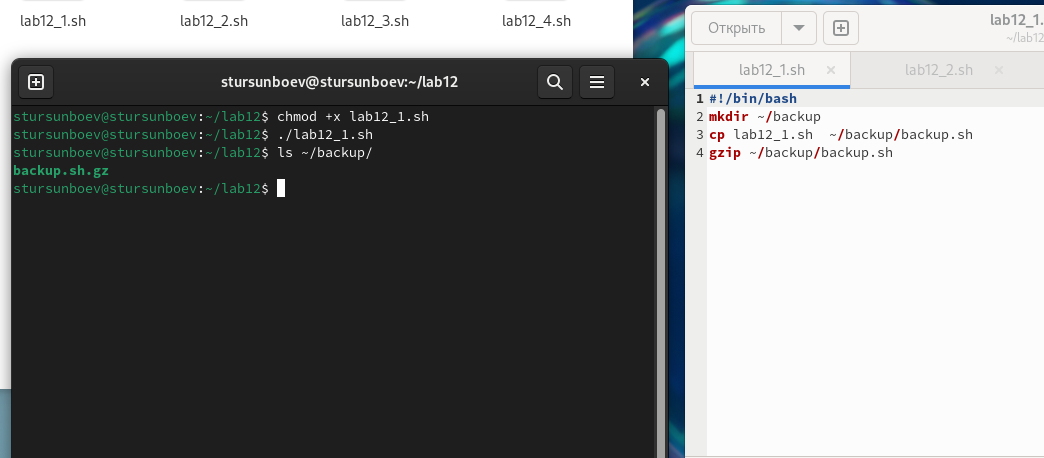 lab12_1.sh lab12_2.sh lab12_3.sh lab12_4.sh
stursunboev@stursunboev:~/lab12
stursunboev@stursunboev:~/lab12$ chmod +x lab12_1.sh
stursunboev@stursunboev:~/lab12$ ./lab12_1.sh
stursunboev@stursunboev:~/lab12$ ls ~/backup/
backup.sh.gz
stursunboev@stursunboev:~/lab12$
Открыть
lab12_1.
~/lab12
lab12_1.sh × lab12_2.sh ×
1 #!/bin/bash
2 mkdir ~/backup
3 cp lab12_1.sh  ~/backup/backup.sh
4 gzip ~/backup/backup.sh